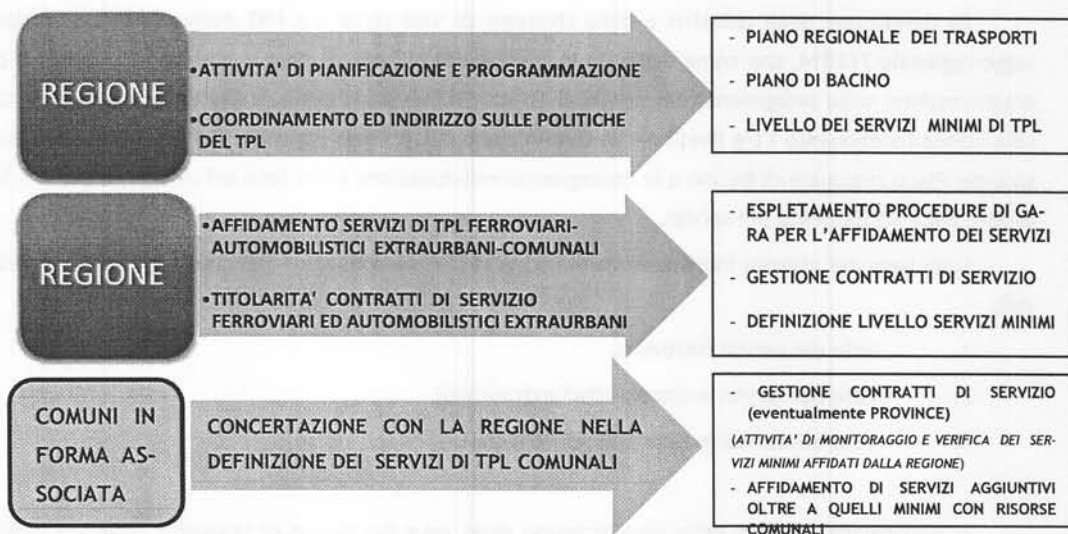 REGIONE
•ATTIVITA' DI PIANIFICAZIONE E PROGRAMMAZIONE
•COORDINAMENTO ED INDIRIZZO SULLE POLITICHE
DEL TPL
- PIANO REGIONALE DEI TRASPORTI
- PIANO DI BACINO
- LIVELLO DEI SERVIZI MINIMI DI TPL
REGIONE
•AFFIDAMENTO SERVIZI DI TPL FERROVIARI-
AUTOMOBILISTICI EXTRAURBANI-COMUNALI
•TITOLARITA' CONTRATTI DI SERVIZIO
FERROVIARI ED AUTOMOBILISTICI EXTRAURBANI
ESPLETAMENTO PROCEDURE DI GA-
RA PER L'AFFIDAMENTO DEI SERVIZI
- GESTIONE CONTRATTI DI SERVIZIO
- DEFINIZIONE LIVELLO SERVIZI MINIMI
COMUNI IN
FORMA AS-
SOCIATA
CONCERTAZIONE CON LA REGIONE NELLA
DEFINIZIONE DEI SERVIZI DI TPL COMUNALI
GESTIONE CONTRATTI DI SERVIZIO
(eventualmente PROVINCE)
(ATTIVITA' DI MONITORAGGIO E VERIFICA DEI SER-
VIZI MINIMI AFFIDATI DALLA REGIONE)
- AFFIDAMENTO DI SERVIZI AGGIUNTIVI
OLTRE A QUELLI MINIMI CON RISORSE
COMUNALI